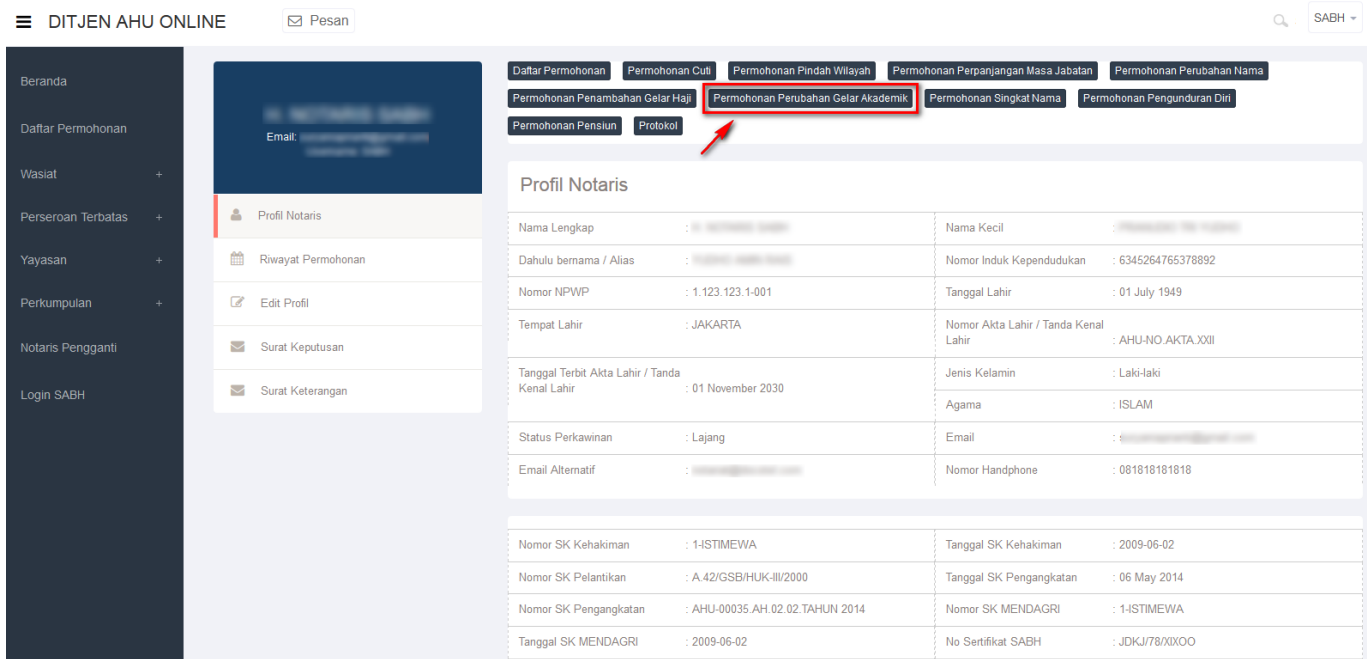 DITJEN AHU ONLINE
Pesan
SABH
Beranda
Daftar Permohonan
Wasiat +
Perseroan Terbatas +
Yayasan +
Perkumpulan +
Notaris Pengganti
Login SABH
H. NOTARIS SABH
Email:
Username: SABH
Profil Notaris
Riwayat Permohonan
Edit Profil
Surat Keputusan
Surat Keterangan
Daftar Permohonan Permohonan Cuti Permohonan Pindah Wilayah Permohonan Perpanjangan Masa Jabatan Permohonan Perubahan Nama
Permohonan Penambahan Gelar Haji Permohonan Perubahan Gelar Akademik Permohonan Singkat Nama Permohonan Pengunduran Diri
Permohonan Pensiun Protokol
Profil Notaris
Nama Lengkap : Nama Kecil :
Dahulu bernama / Alias : Nomor Induk Kependudukan : 6345264765378892
Nomor NPWP : 1.123.123.1-001 Tanggal Lahir : 01 July 1949
Tempat Lahir : JAKARTA Nomor Akta Lahir / Tanda Kenal
Lahir : AHU-NO.AKTA.XXII
Tanggal Terbit Akta Lahir / Tanda Jenis Kelamin : Laki-laki
Kenal Lahir : 01 November 2030
Agama : ISLAM
Status Perkawinan : Lajang Email :
Email Alternatif : Nomor Handphone : 081818181818
Nomor SK Kehakiman : 1-ISTIMEWA Tanggal SK Kehakiman : 2009-06-02
Nomor SK Pelantikan : A.42/GSB/HUK-III/2000 Tanggal SK Pengangkatan : 06 May 2014
Nomor SK Pengangkatan : AHU-00035.AH.02.02.TAHUN 2014 Nomor SK MENDAGRI : 1-ISTIMEWA
Tanggal SK MENDAGRI : 2009-06-02 No Sertifikat SABH : JDKJ/78/XIXOO